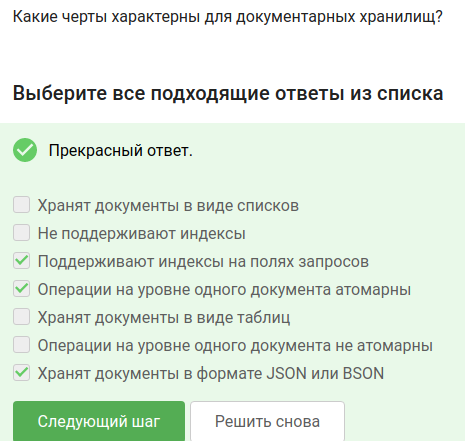 Какие черты характерны для документарных хранилищ?
Выберите все подходящие ответы из списка
Прекрасный ответ.
Хранят документы в виде списков
Не поддерживают индексы
Поддерживают индексы на полях запросов
Операции на уровне одного документа атомарны
Хранят документы в виде таблиц
Операции на уровне одного документа не атомарны
Хранят документы в формате JSON или BSON
Следующий шаг
Решить снова